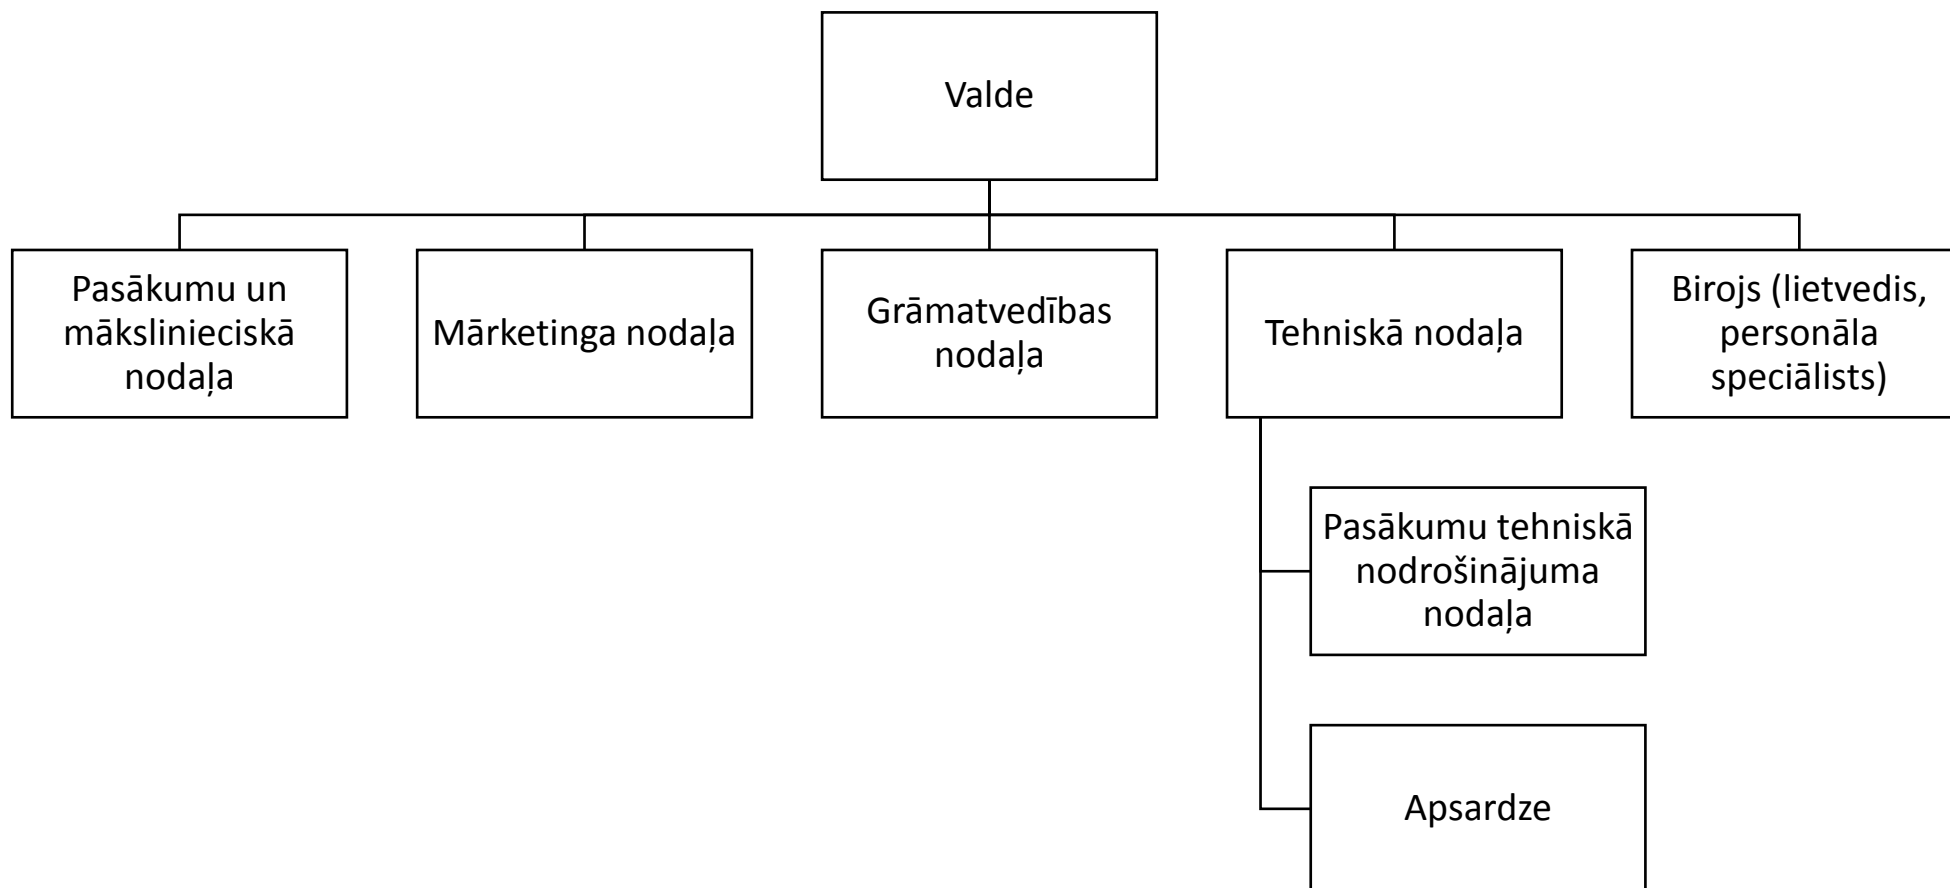 Valde
Pasākumu un
mākslinieciskā
nodaļa
Mārketinga nodaļa
Grāmatvedības
nodaļa
Tehniskā nodaļa
Birojs (lietvedis,
personāla
speciālists)
Pasākumu tehniskā
nodrošinājuma
nodaļa
Apsardze